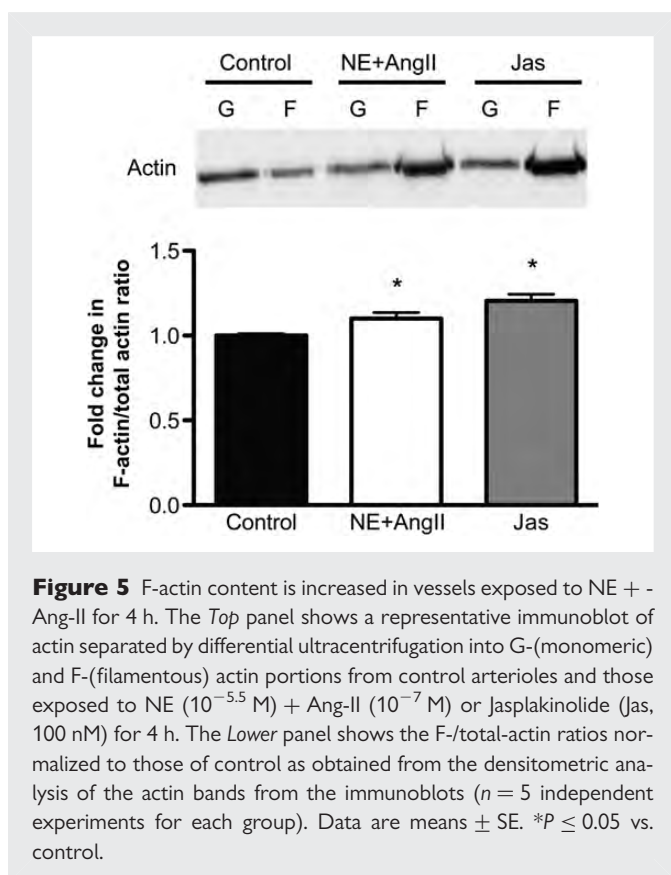 Control NE+AngII Jas
G F G F G F
Actin
1.5
1.0
0.5
0.0
Fold change in
F-actin/total actin ratio
* *
Control NE+AngII Jas
Figure 5 F-actin content is increased in vessels exposed to NE + -
Ang-II for 4 h. The Top panel shows a representative immunoblot of
actin separated by differential ultracentrifugation into G-(monomeric)
and F-(filamentous) actin portions from control arterioles and those
exposed to NE (10⁻⁵·⁵ M) + Ang-II (10⁻⁷ M) or Jasplakinolide (Jas,
100 nM) for 4 h. The Lower panel shows the F-/total-actin ratios nor-
malized to those of control as obtained from the densitometric ana-
lysis of the actin bands from the immunoblots (n = 5 independent
experiments for each group). Data are means ± SE. *P ≤ 0.05 vs.
control.